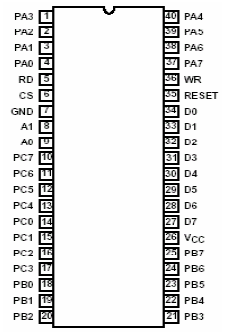 PA3 1 40 PA4
PA2 2 39 PA5
PA1 3 38 PA6
PA0 4 37 PA7
RD 5 36 WR
CS 6 35 RESET
GND 7 34 D0
A1 8 33 D1
A0 9 32 D2
PC7 10 31 D3
PC6 11 30 D4
PC5 12 29 D5
PC4 13 28 D6
PC0 14 27 D7
PC1 15 26 VCC
PC2 16 25 PB7
PC3 17 24 PB6
PB0 18 23 PB5
PB1 19 22 PB4
PB2 20 21 PB3